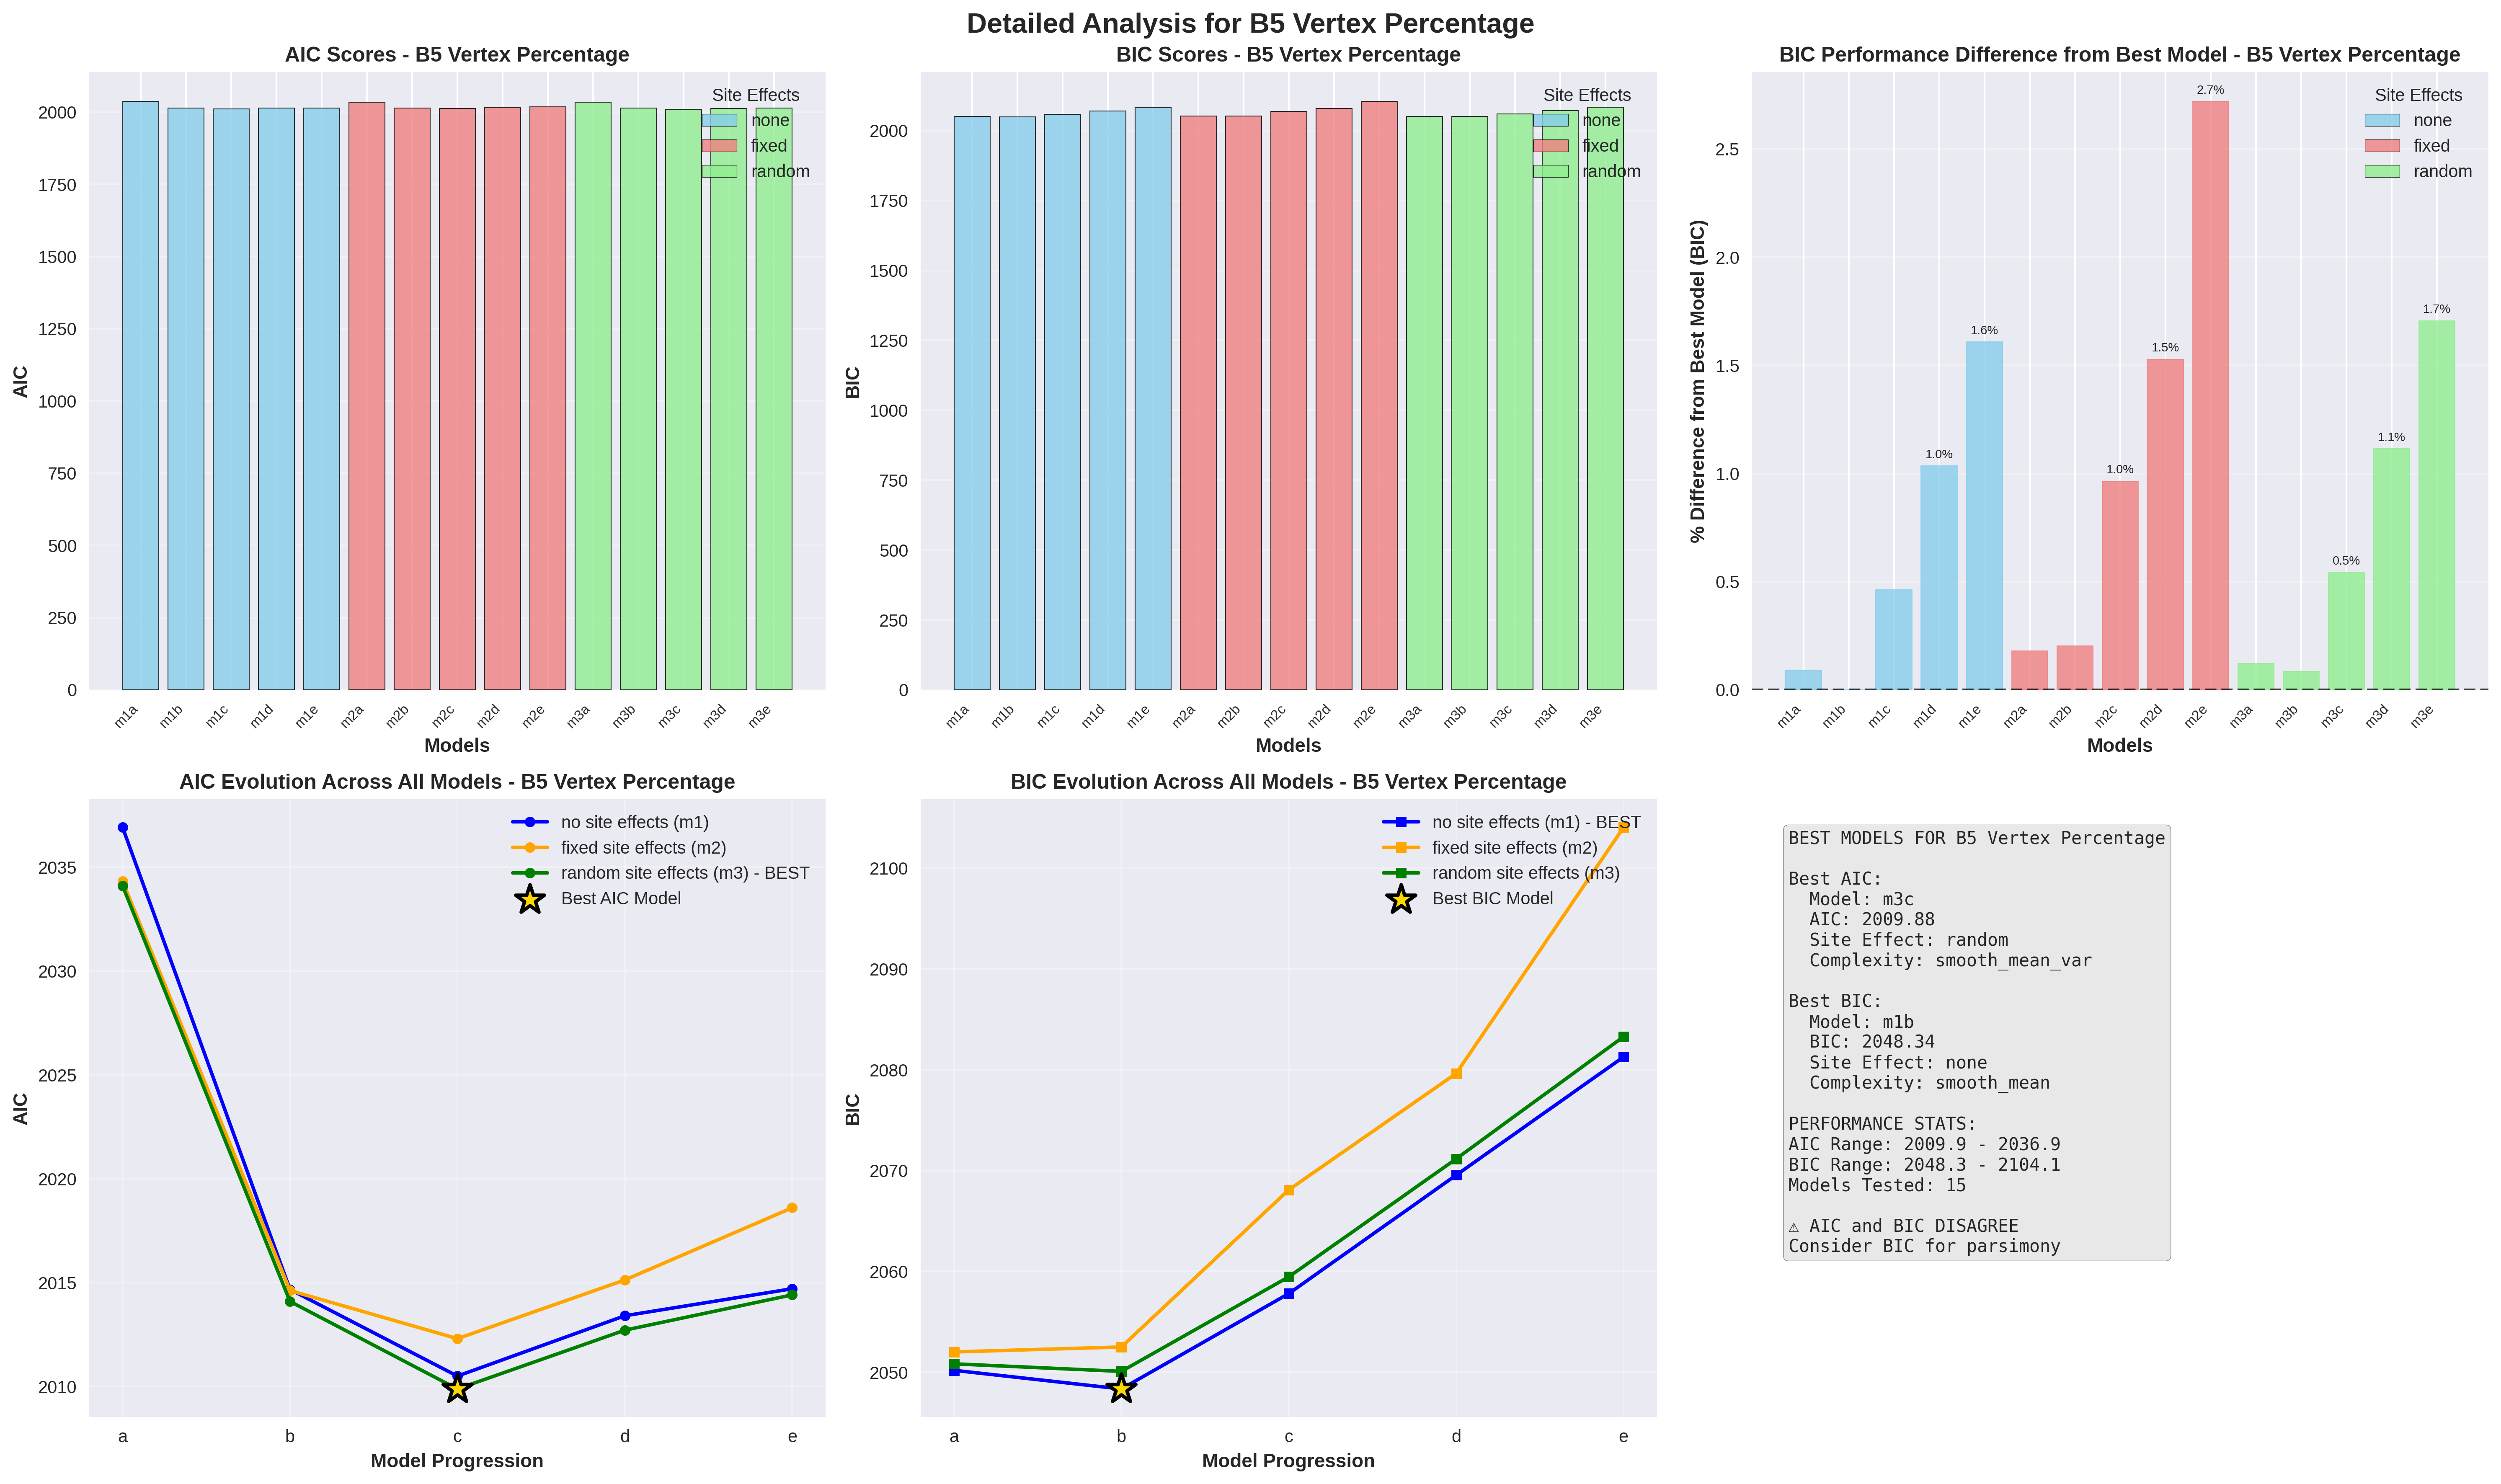 Detailed Analysis for B5 Vertex Percentage
AIC Scores - B5 Vertex Percentage
AIC
2000
1750
1500
1250
1000
750
500
250
0
Site Effects
none
fixed
random
m1a
m1b
m1c
m1d
m1e
m2a
m2b
m2c
m2d
m2e
m3a
m3b
m3c
m3d
m3e
Models
BIC Scores - B5 Vertex Percentage
BIC
2000
1750
1500
1250
1000
750
500
250
0
Site Effects
none
fixed
random
m1a
m1b
m1c
m1d
m1e
m2a
m2b
m2c
m2d
m2e
m3a
m3b
m3c
m3d
m3e
Models
BIC Performance Difference from Best Model - B5 Vertex Percentage
% Difference from Best Model (BIC)
2.5
2.0
1.5
1.0
0.5
0.0
Site Effects
none
fixed
random
1.0%
1.6%
1.0%
1.5%
2.7%
0.5%
1.1%
1.7%
m1a
m1b
m1c
m1d
m1e
m2a
m2b
m2c
m2d
m2e
m3a
m3b
m3c
m3d
m3e
Models
AIC Evolution Across All Models - B5 Vertex Percentage
AIC
2035
2030
2025
2020
2015
2010
no site effects (m1)
fixed site effects (m2)
random site effects (m3) - BEST
Best AIC Model
a
b
c
d
e
Model Progression
BIC Evolution Across All Models - B5 Vertex Percentage
BIC
2100
2090
2080
2070
2060
2050
no site effects (m1) - BEST
fixed site effects (m2)
random site effects (m3)
Best BIC Model
a
b
c
d
e
Model Progression
BEST MODELS FOR B5 Vertex Percentage
Best AIC:
Model: m3c
AIC: 2009.88
Site Effect: random
Complexity: smooth_mean_var
Best BIC:
Model: m1b
BIC: 2048.34
Site Effect: none
Complexity: smooth_mean
PERFORMANCE STATS:
AIC Range: 2009.9 - 2036.9
BIC Range: 2048.3 - 2104.1
Models Tested: 15
⚠ AIC and BIC DISAGREE
Consider BIC for parsimony